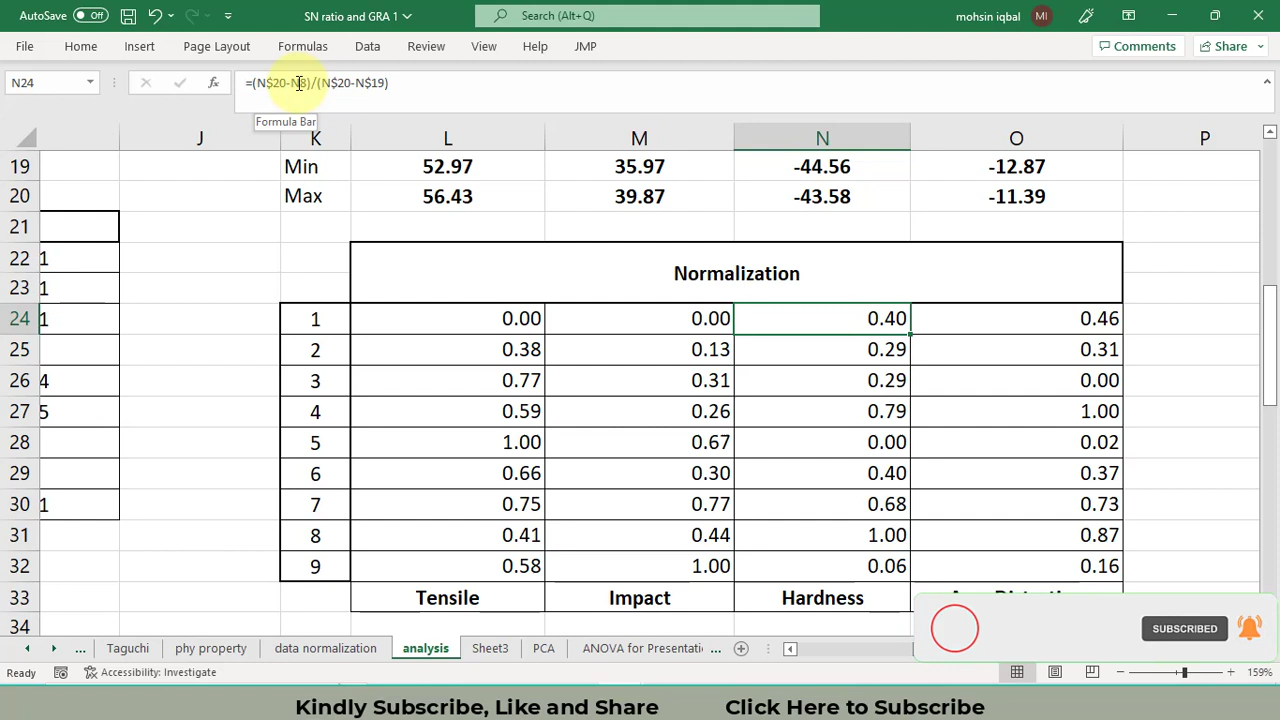 AutoSave Off SN ratio and GRA 1 Search (Alt+Q) mohsin iqbal MI
File Home Insert Page Layout Formulas Data Review View Help JMP Comments Share
N24 fx =(N$20-N8)/(N$20-N$19)
Formula Bar
J K L M N O P
19 Min 52.97 35.97 -44.56 -12.87
20 Max 56.43 39.87 -43.58 -11.39
21
22 1 Normalization
23 1
24 1 1 0.00 0.00 0.40 0.46
25 2 0.38 0.13 0.29 0.31
26 4 3 0.77 0.31 0.29 0.00
27 5 4 0.59 0.26 0.79 1.00
28 5 1.00 0.67 0.00 0.02
29 6 0.66 0.30 0.40 0.37
30 1 7 0.75 0.77 0.68 0.73
31 8 0.41 0.44 1.00 0.87
32 9 0.58 1.00 0.06 0.16
33 Tensile Impact Hardness
34
SUBSCRIBED
... Taguchi phy property data normalization analysis Sheet3 PCA ANOVA for Presentati ...
Ready Accessibility: Investigate 159%
Kindly Subscribe, Like and Share Click Here to Subscribe